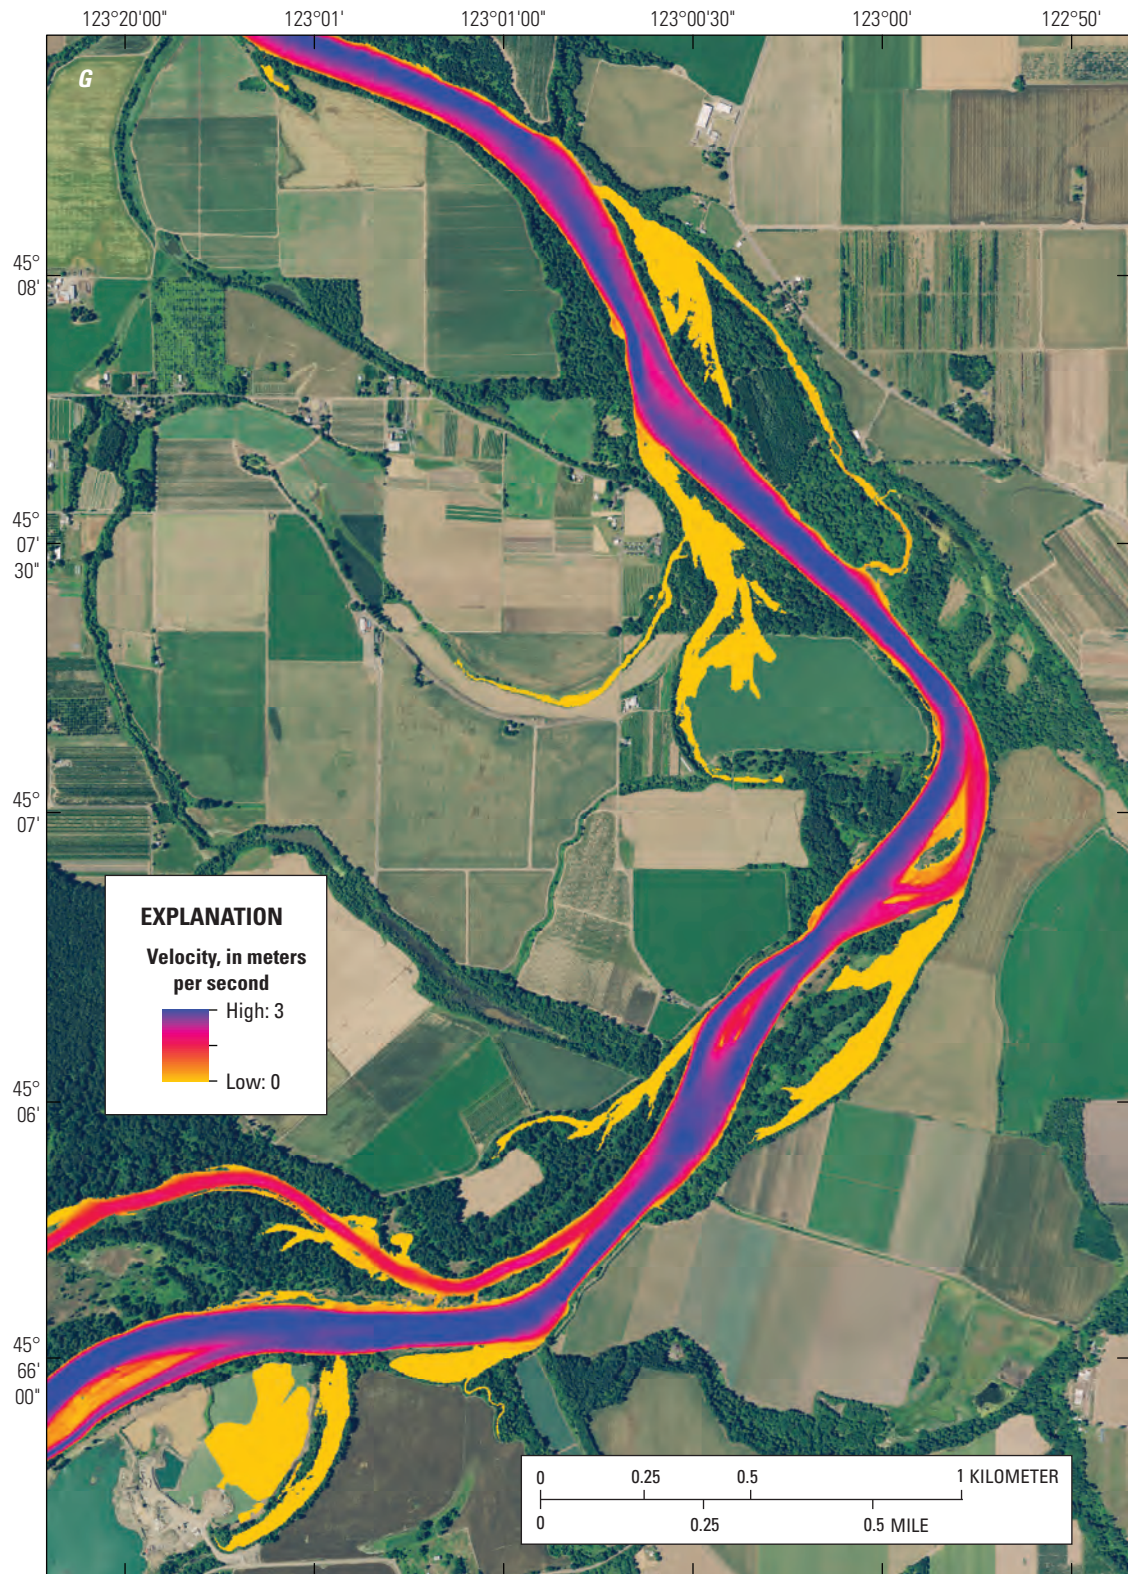 123°20'00" 123°01' 123°01'00" 123°00'30" 123°00' 122°50'
G
45°
08'
45°
07'
30"
45°
07'
45°
06'
45°
66'
00"
EXPLANATION
Velocity, in meters
per second
High: 3
Low: 0
0 0.25 0.5 1 KILOMETER
0 0.25 0.5 MILE